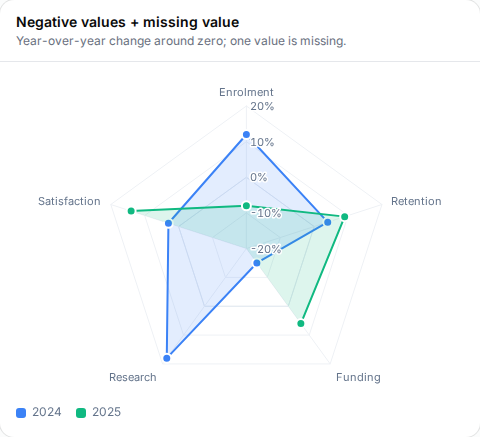 Negative values + missing value
Year-over-year change around zero; one value is missing.
Enrolment
20%
10%
0%
-10%
-20%
Satisfaction
Retention
Research
Funding
2024
2025